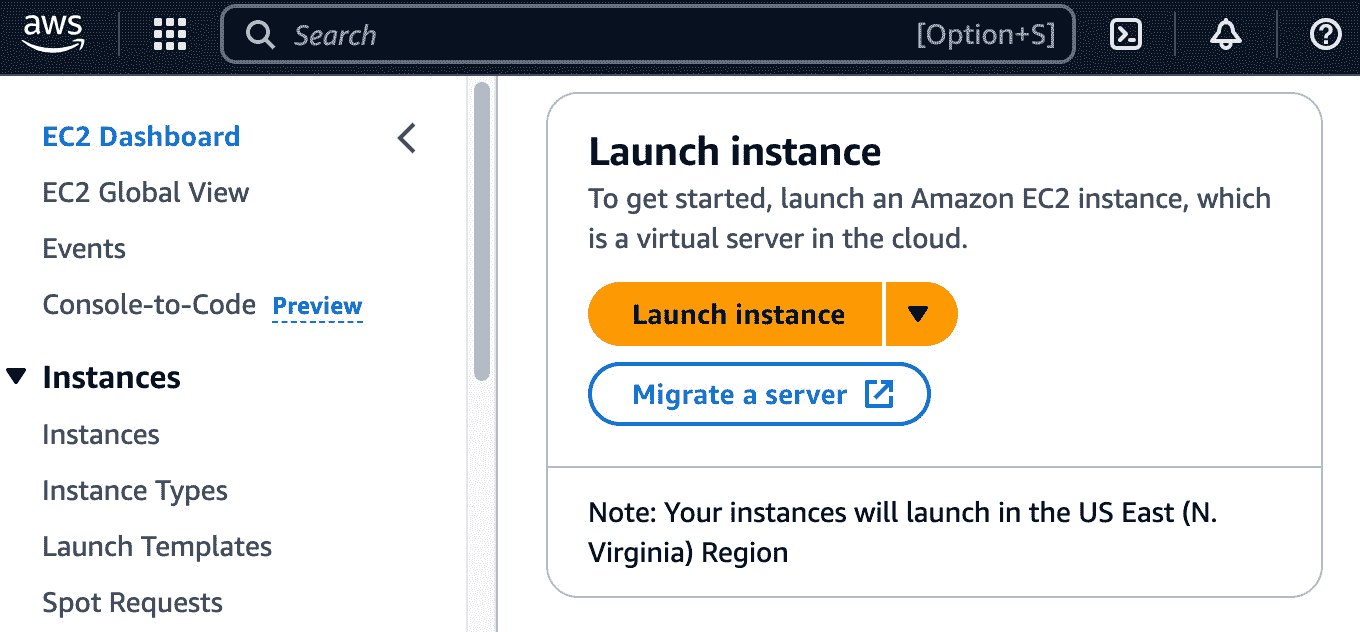 aws
Search [Option+S]
EC2 Dashboard
EC2 Global View
Events
Console-to-Code Preview
Instances
Instances
Instance Types
Launch Templates
Spot Requests
Launch instance
To get started, launch an Amazon EC2 instance, which
is a virtual server in the cloud.
Launch instance
Migrate a server
Note: Your instances will launch in the US East (N.
Virginia) Region